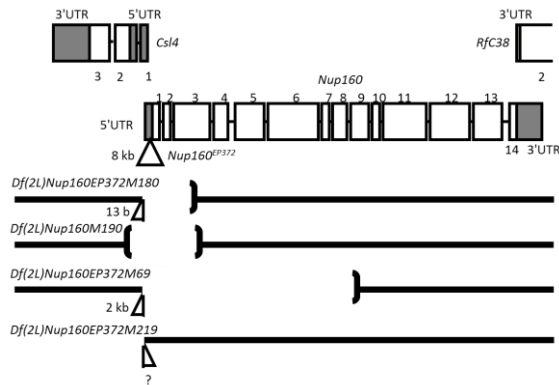 3'UTR 5'UTR 3'UTR
Csl4 RfC38
3 2 1 Nup160 2
1 2 3 4 5 6 7 8 9 10 11 12 13
5'UTR
8 kb Nup160EP372 14 3'UTR
Df(2L)Nup160EP372M180
13 b
Df(2L)Nup160M190
Df(2L)Nup160EP372M69
2 kb
Df(2L)Nup160EP372M219
?